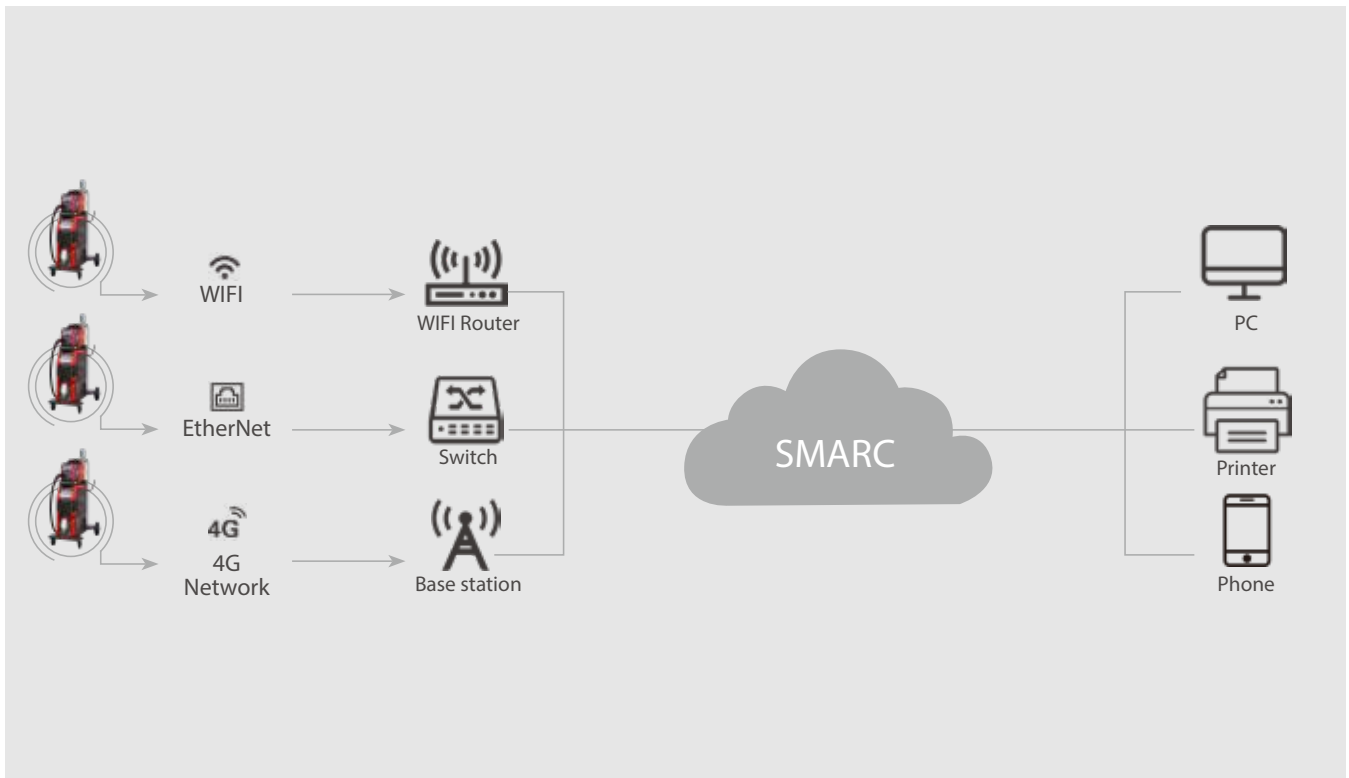 WIFI
WIFI Router
EtherNet
Switch
4G
4G
Network
Base station
SMARC
PC
Printer
Phone